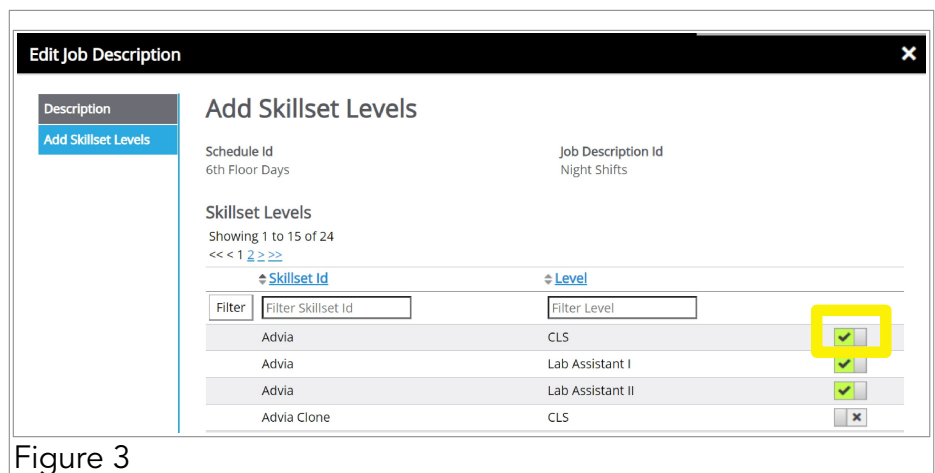 Edit Job Description
Description
Add Skillset Levels
Add Skillset Levels
Schedule Id Job Description Id
6th Floor Days Night Shifts
Skillset Levels
Showing 1 to 15 of 24
<< < 1 2 > >>
Skillset Id Level
Filter Filter Skillset Id Filter Level
Advia CLS
Advia Lab Assistant I
Advia Lab Assistant II
Advia Clone CLS
Figure 3